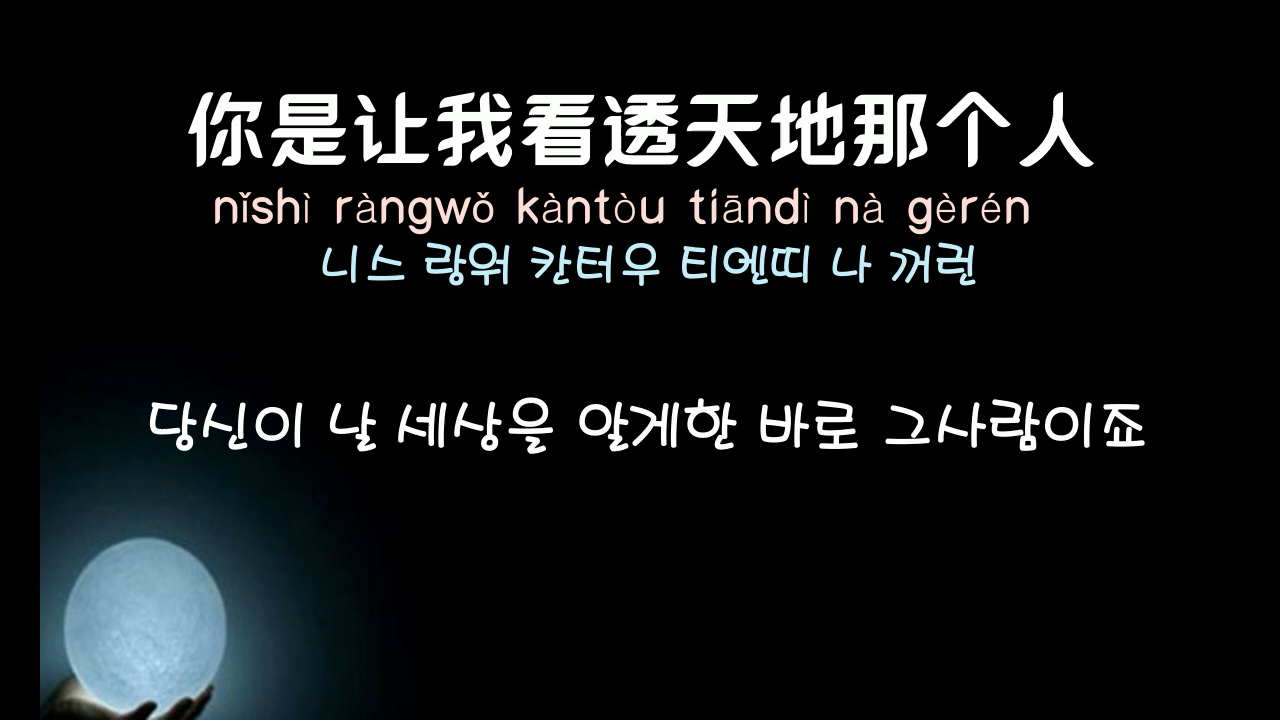 你是让我看透天地那个人
nǐshì ràngwǒ kàntòu tiāndì nà gèrén
니스 랑워 칸터우 티엔띠 나 꺼런
당신이 날 세상을 알게한 바로 그사람이죠